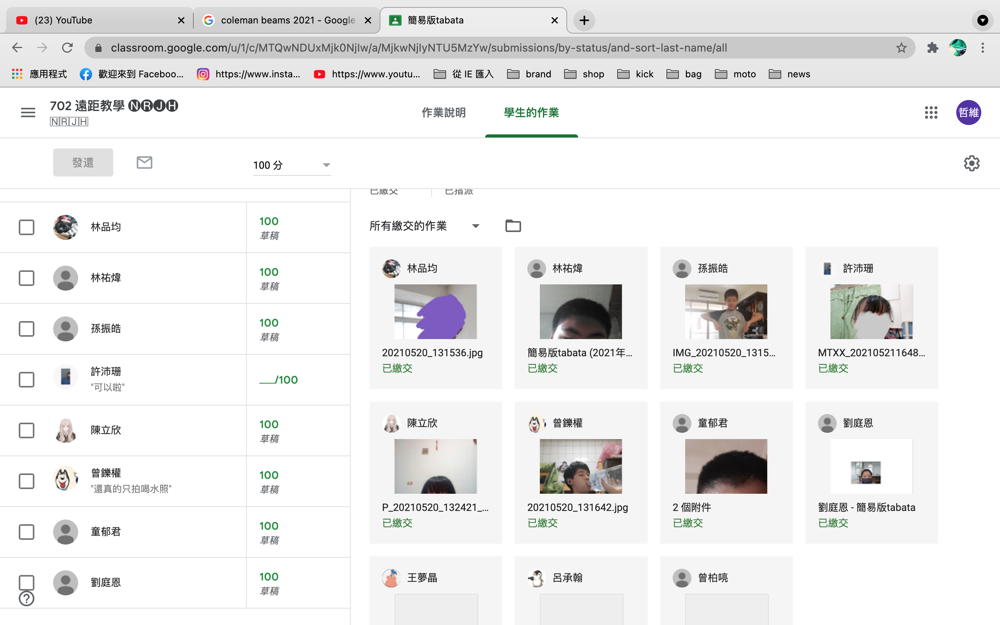 (23) YouTube
coleman beams 2021 - Google
簡易版tabata
classroom.google.com/u/1/c/MTQwNDUxMjk0NjIw/a/MjkwNjIyNTU5MzYw/submissions/by-status/and-sort-last-name/all
應用程式
歡迎來到 Faceboo...
https://www.insta...
https://www.youtu...
從 IE 匯入
brand
shop
kick
bag
moto
news
702 遠距教學 🅝🅡🅙🅗
🄽🅁🄹🄷
作業說明
學生的作業
哲維
發還
100 分
已繳交
已指派
林品均
100
草稿
林祐煒
100
草稿
孫振皓
100
草稿
許沛珊
"可以啦"
___/100
陳立欣
100
草稿
曾鑠權
"還真的只拍喝水照"
100
草稿
童郁君
100
草稿
劉庭恩
100
草稿
所有繳交的作業
林品均
20210520_131536.jpg
已繳交
林祐煒
簡易版tabata (2021年...
已繳交
孫振皓
IMG_20210520_1315...
已繳交
許沛珊
MTXX_202105211648...
已繳交
陳立欣
P_20210520_132421_...
已繳交
曾鑠權
20210520_131642.jpg
已繳交
童郁君
2 個附件
已繳交
劉庭恩
劉庭恩 - 簡易版tabata
已繳交
王夢晶
呂承翰
曾柏喨